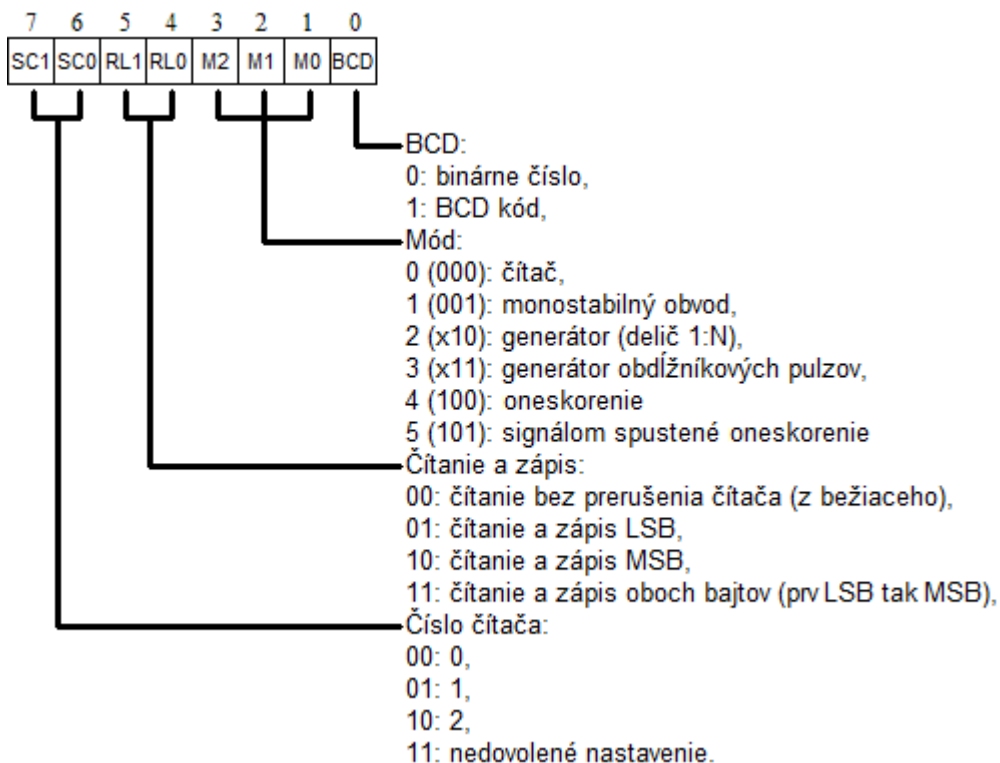 7 6 5 4 3 2 1 0
SC1 SC0 RL1 RL0 M2 M1 M0 BCD
BCD:
0: binárne číslo,
1: BCD kód,
Mód:
0 (000): čítač,
1 (001): monostabilný obvod,
2 (x10): generátor (delič 1:N),
3 (x11): generátor obdĺžníkových pulzov,
4 (100): oneskorenie
5 (101): signálom spustené oneskorenie
Čítanie a zápis:
00: čítanie bez prerušenia čítača (z bežiaceho),
01: čítanie a zápis LSB,
10: čítanie a zápis MSB,
11: čítanie a zápis oboch bajtov (prv LSB tak MSB),
Číslo čítača:
00: 0,
01: 1,
10: 2,
11: nedovolené nastavenie.